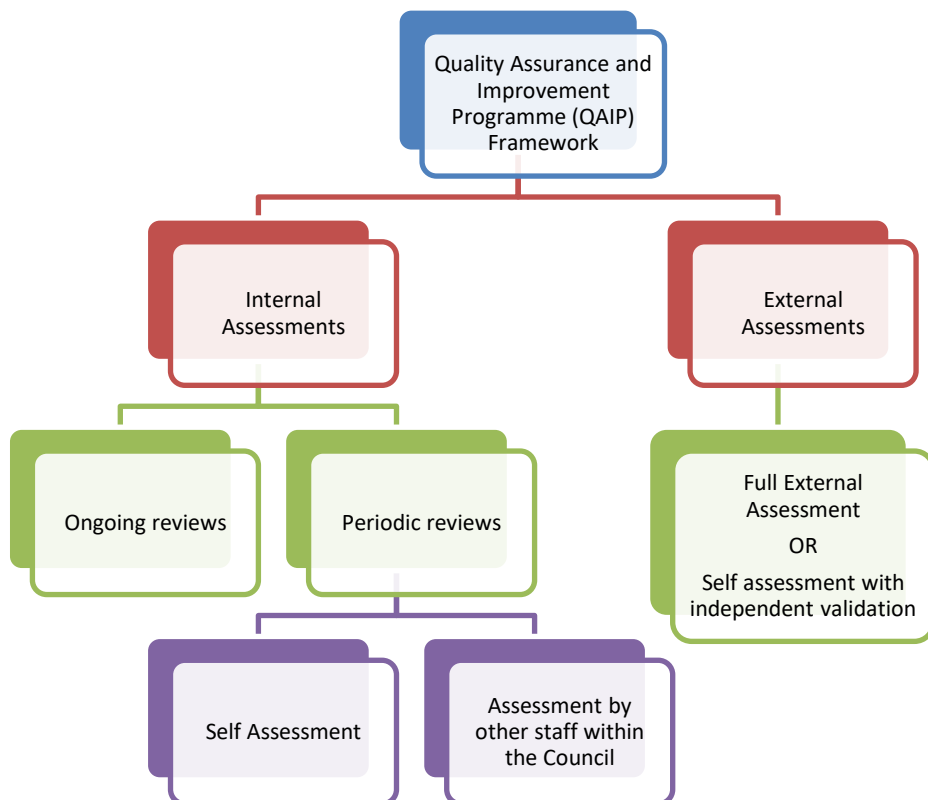 Quality Assurance and
Improvement
Programme (QAIP)
Framework
Internal
Assessments
External
Assessments
Ongoing reviews
Periodic reviews
Full External
Assessment
OR
Self assessment with
independent validation
Self Assessment
Assessment by
other staff within
the Council